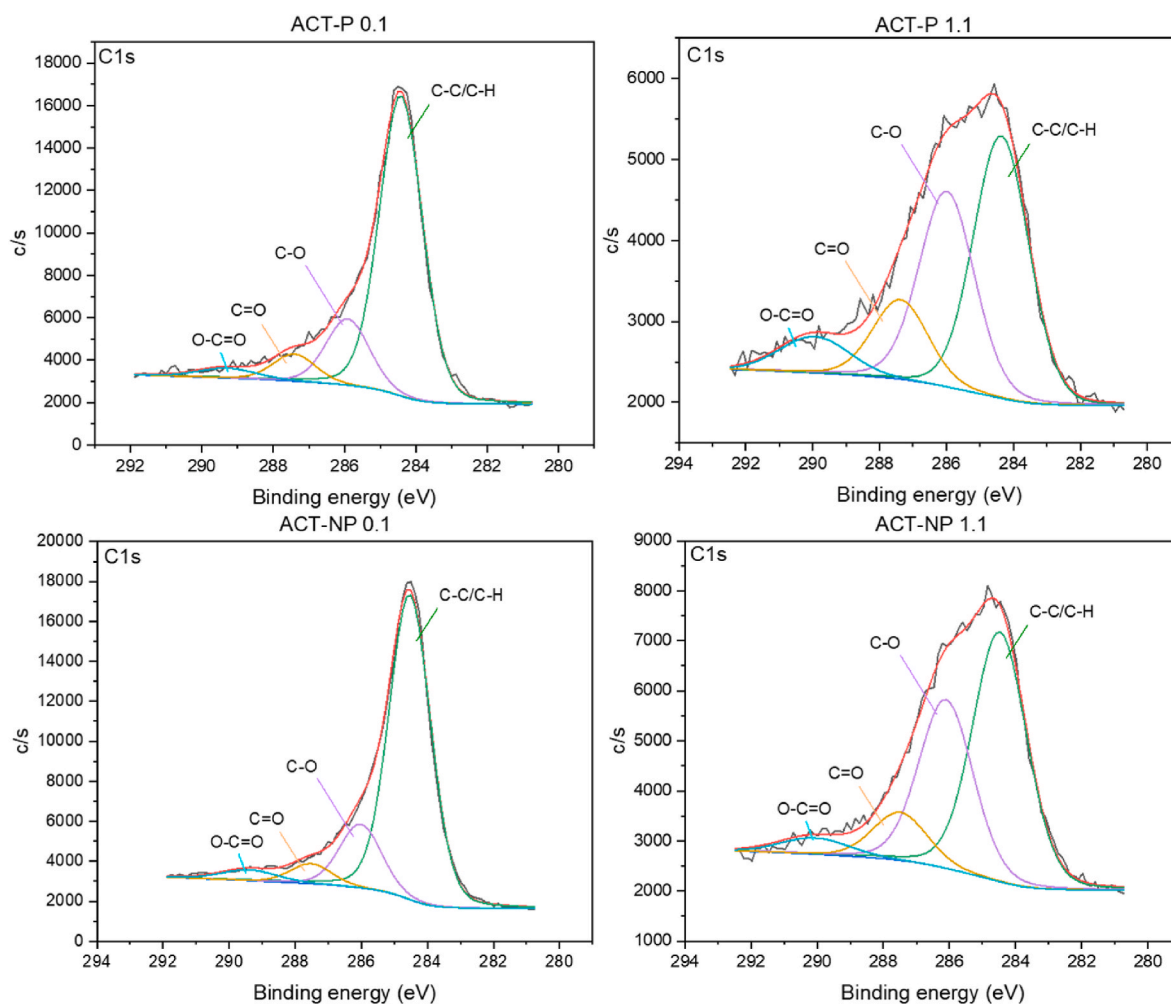 ACT-P 0.1
C1s
18000
16000
14000
12000
10000
8000
6000
4000
2000
0
c/s
C-C/C-H
C-O
C=O
O-C=O
292 290 288 286 284 282 280
Binding energy (eV)
ACT-P 1.1
C1s
6000
5000
4000
3000
2000
c/s
C-O
C-C/C-H
C=O
O-C=O
294 292 290 288 286 284 282 280
Binding energy (eV)
ACT-NP 0.1
C1s
20000
18000
16000
14000
12000
10000
8000
6000
4000
2000
0
c/s
C-C/C-H
C-O
C=O
O-C=O
294 292 290 288 286 284 282 280
Binding energy (eV)
ACT-NP 1.1
C1s
9000
8000
7000
6000
5000
4000
3000
2000
1000
c/s
C-C/C-H
C-O
C=O
O-C=O
294 292 290 288 286 284 282 280
Binding energy (eV)